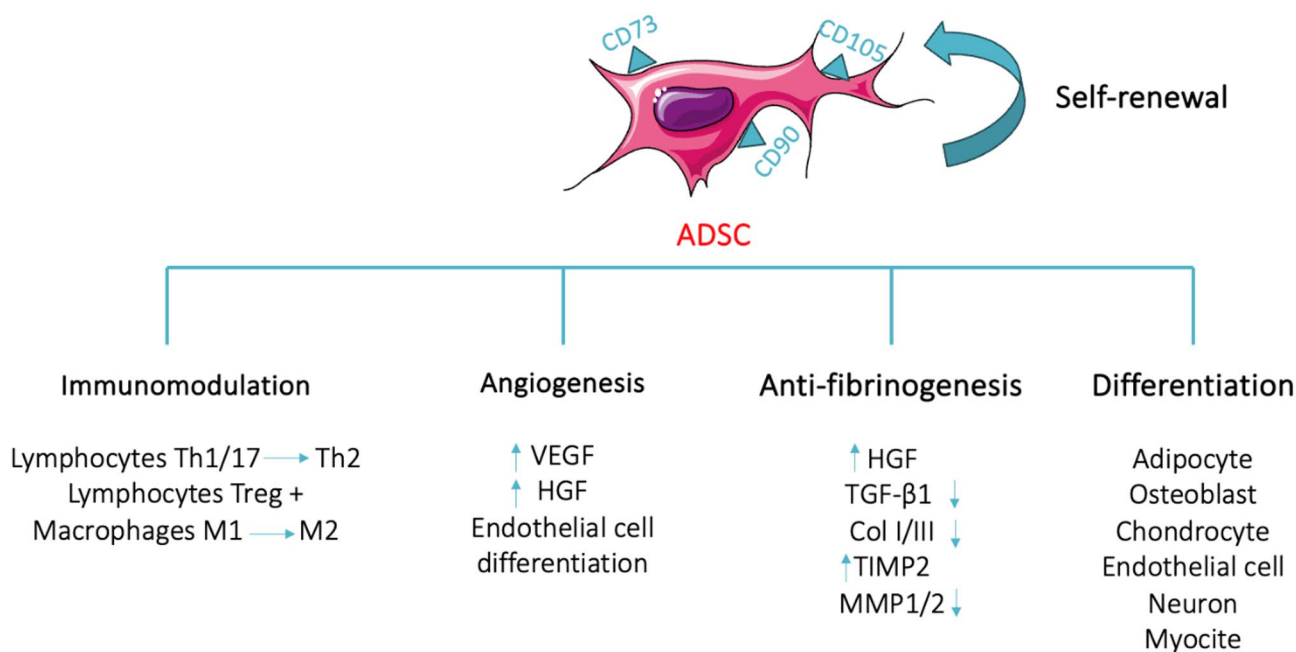 CD73
CD105
CD90
Self-renewal
ADSC
Immunomodulation
Lymphocytes Th1/17 → Th2
Lymphocytes Treg +
Macrophages M1 → M2
Angiogenesis
↑ VEGF
↑ HGF
Endothelial cell
differentiation
Anti-fibrinogenesis
↑ HGF
TGF-β1 ↓
Col I/III ↓
↑TIMP2
MMP1/2 ↓
Differentiation
Adipocyte
Osteoblast
Chondrocyte
Endothelial cell
Neuron
Myocite